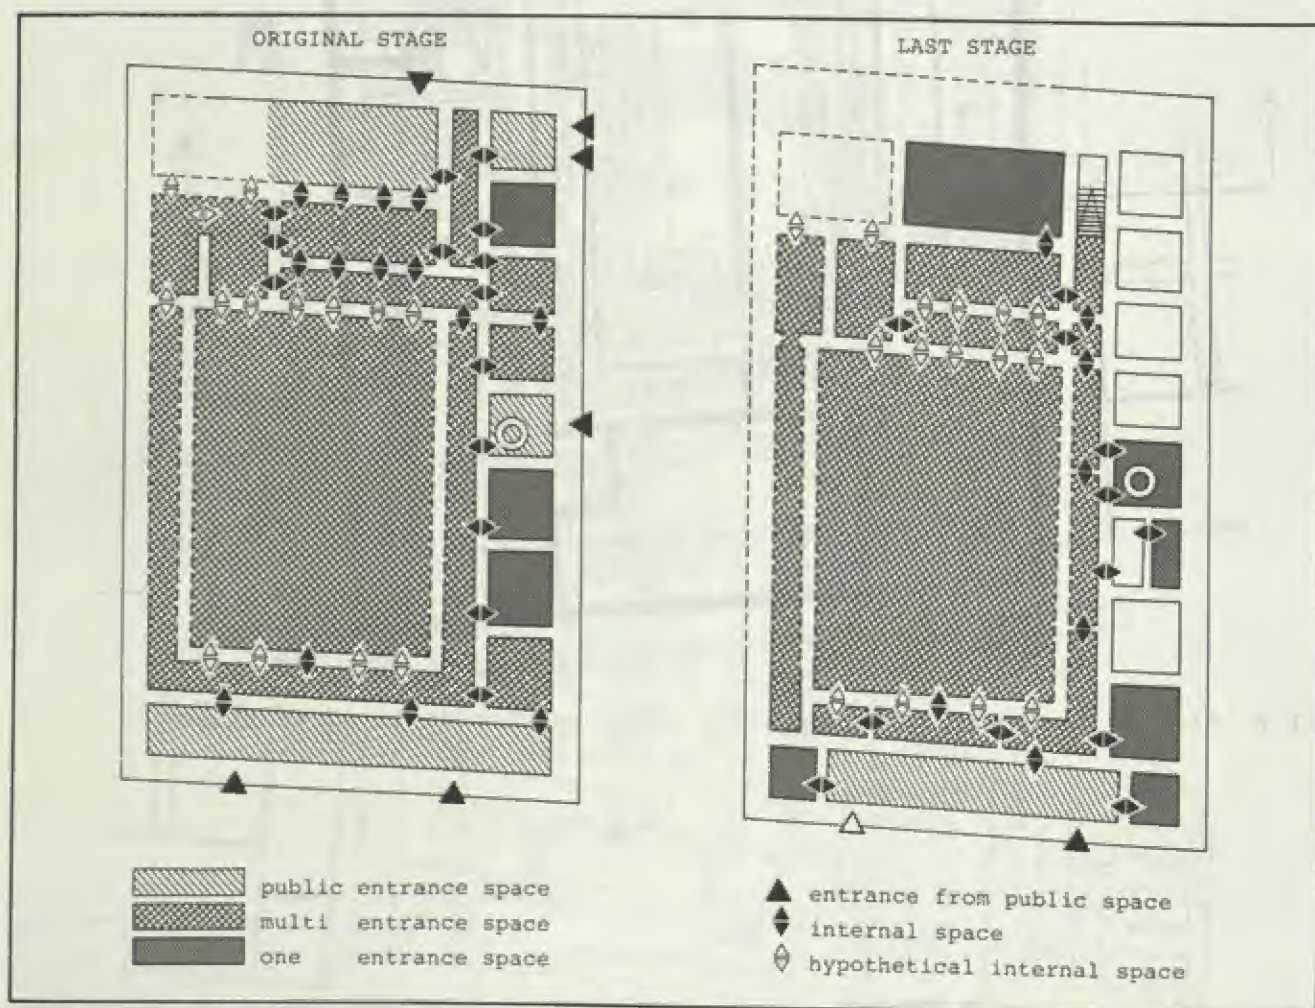 ORIGINAL STAGE
LAST STAGE
public entrance space
multi entrance space
one entrance space
entrance from public space
internal space
hypothetical internal space